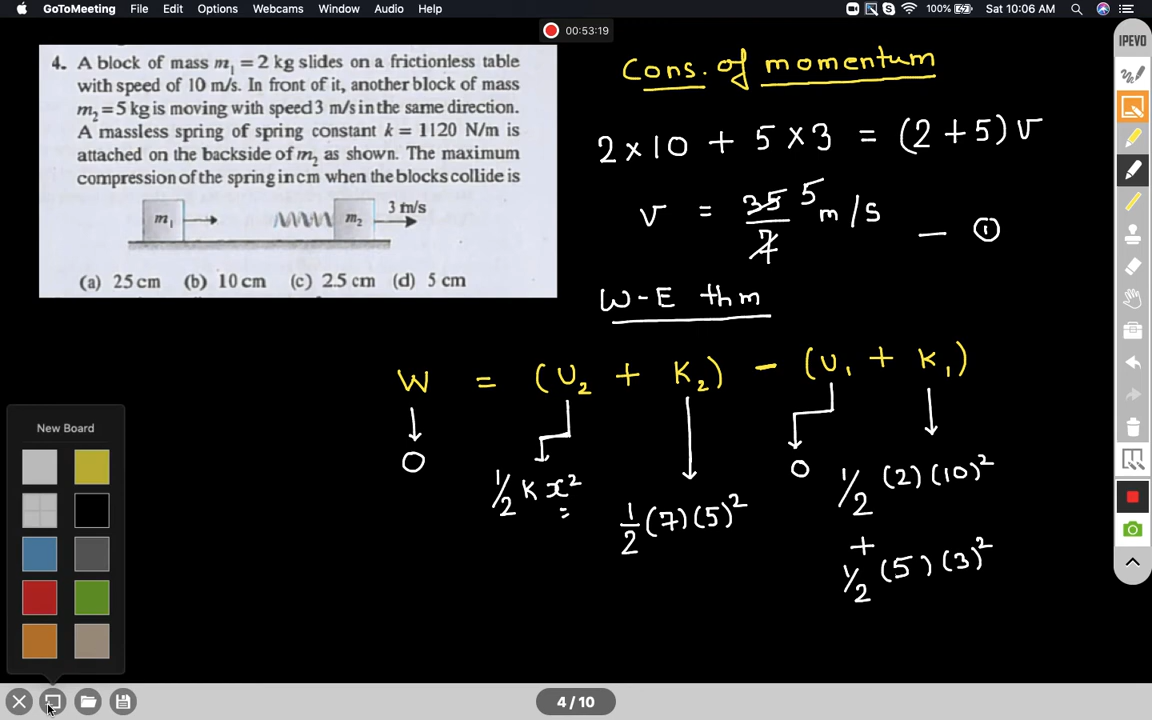 GoToMeeting File Edit Options Webcams Window Audio Help 100% Sat 10:06 AM
00:53:19
IPEVO
4. A block of mass m₁ = 2 kg slides on a frictionless table
with speed of 10 m/s. In front of it, another block of mass
m₂ = 5 kg is moving with speed 3 m/s in the same direction.
A massless spring of spring constant k = 1120 N/m is
attached on the backside of m₂ as shown. The maximum
compression of the spring in cm when the blocks collide is
m₁ m₂ 3 m/s
(a) 25 cm (b) 10 cm (c) 2.5 cm (d) 5 cm
Cons. of momentum
2×10 + 5×3 = (2+5)v
v = 35/7 5 m/s — ①
W-E thm
W = (U₂ + K₂) - (U₁ + K₁)
0 ½kx² ½(7)(5)² 0 ½(2)(10)²
+
½(5)(3)²
New Board
4 / 10